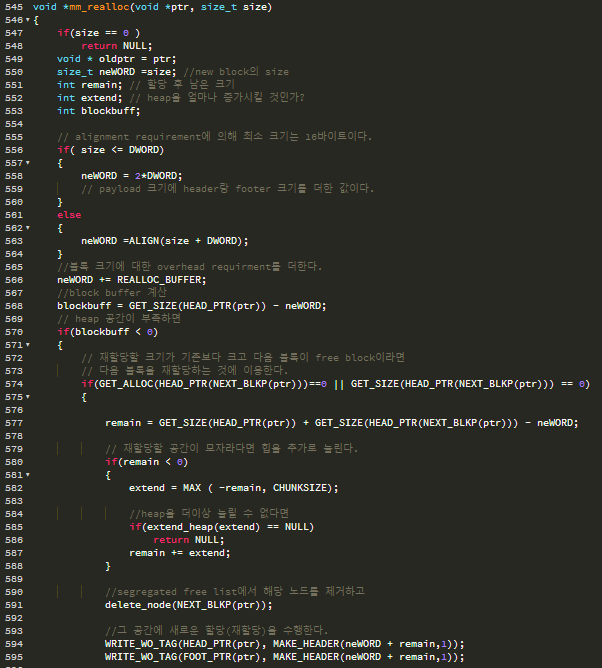 545 void *mm_realloc(void *ptr, size_t size)
546 {
547 if(size == 0 )
548 return NULL;
549 void * oldptr = ptr;
550 size_t neWORD =size; //new block의 size
551 int remain; // 할당 후 남은 크기
552 int extend; // heap을 얼마나 증가시킬 것인가?
553 int blockbuff;
554
555 // alignment requirement에 의해 최소 크기는 16바이트이다.
556 if( size <= DWORD)
557 {
558 neWORD = 2*DWORD;
559 // payload 크기에 header랑 footer 크기를 더한 값이다.
560 }
561 else
562 {
563 neWORD =ALIGN(size + DWORD);
564 }
565 //블록 크기에 대한 overhead requirment를 더한다.
566 neWORD += REALLOC_BUFFER;
567 //block buffer 계산
568 blockbuff = GET_SIZE(HEAD_PTR(ptr)) - neWORD;
569 // heap 공간이 부족하면
570 if(blockbuff < 0)
571 {
572 // 재할당할 크기가 기존보다 크고 다음 블록이 free block이라면
573 // 다음 블록을 재할당하는 것에 이용한다.
574 if(GET_ALLOC(HEAD_PTR(NEXT_BLKP(ptr)))==0 || GET_SIZE(HEAD_PTR(NEXT_BLKP(ptr))) == 0)
575 {
576
577 remain = GET_SIZE(HEAD_PTR(ptr)) + GET_SIZE(HEAD_PTR(NEXT_BLKP(ptr))) - neWORD;
578
579 // 재할당할 공간이 모자라다면 힙을 추가로 늘린다.
580 if(remain < 0)
581 {
582 extend = MAX ( -remain, CHUNKSIZE);
583
584 //heap을 더이상 늘릴 수 없다면
585 if(extend_heap(extend) == NULL)
586 return NULL;
587 remain += extend;
588 }
589
590 //segregated free list에서 해당 노드를 제거하고
591 delete_node(NEXT_BLKP(ptr));
592
593 //그 공간에 새로운 할당(재할당)을 수행한다.
594 WRITE_WO_TAG(HEAD_PTR(ptr), MAKE_HEADER(neWORD + remain,1));
595 WRITE_WO_TAG(FOOT_PTR(ptr), MAKE_HEADER(neWORD + remain,1));